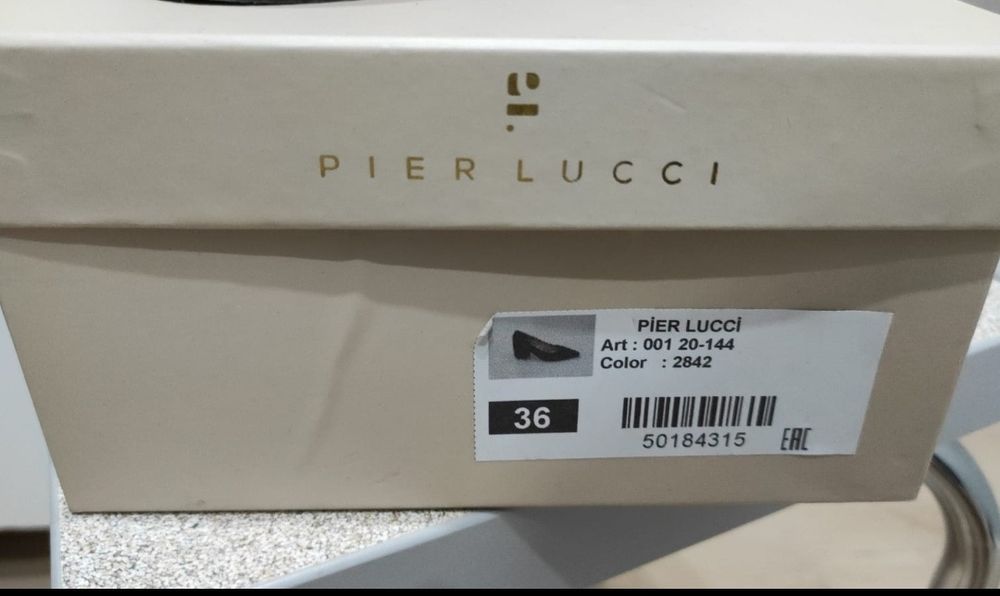 PIER LUCCI
PİER LUCCİ
Art : 001 20-144
Color : 2842
36
50184315
EAC